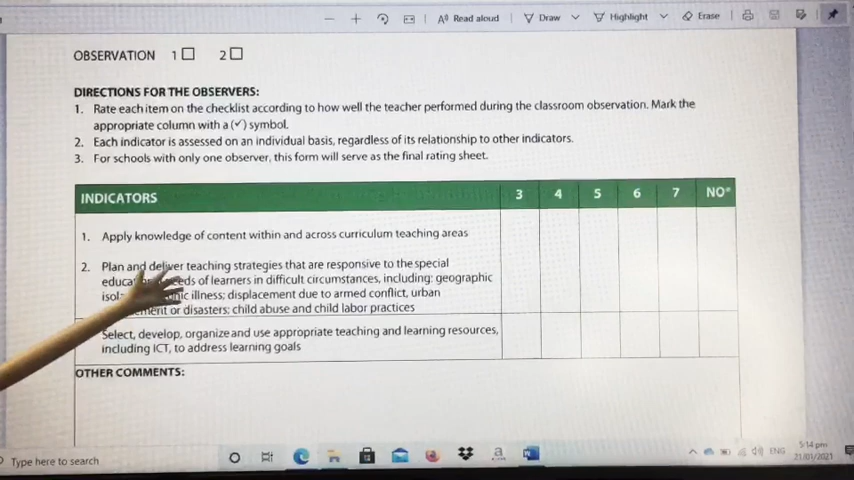 Read aloud
Draw
Highlight
Erase
OBSERVATION 1 2
DIRECTIONS FOR THE OBSERVERS:
1. Rate each item on the checklist according to how well the teacher performed during the classroom observation. Mark the
appropriate column with a (✓) symbol.
2. Each indicator is assessed on an individual basis, regardless of its relationship to other indicators.
3. For schools with only one observer, this form will serve as the final rating sheet.
INDICATORS 3 4 5 6 7 NO*
1. Apply knowledge of content within and across curriculum teaching areas
2. Plan and deliver teaching strategies that are responsive to the special
of learners in difficult circumstances, including: geographic
illness; displacement due to armed conflict, urban
or disasters; child abuse and child labor practices
Select, develop, organize and use appropriate teaching and learning resources,
including ICT, to address learning goals
OTHER COMMENTS:
Type here to search
ENG
5:14 pm
21/01/2021